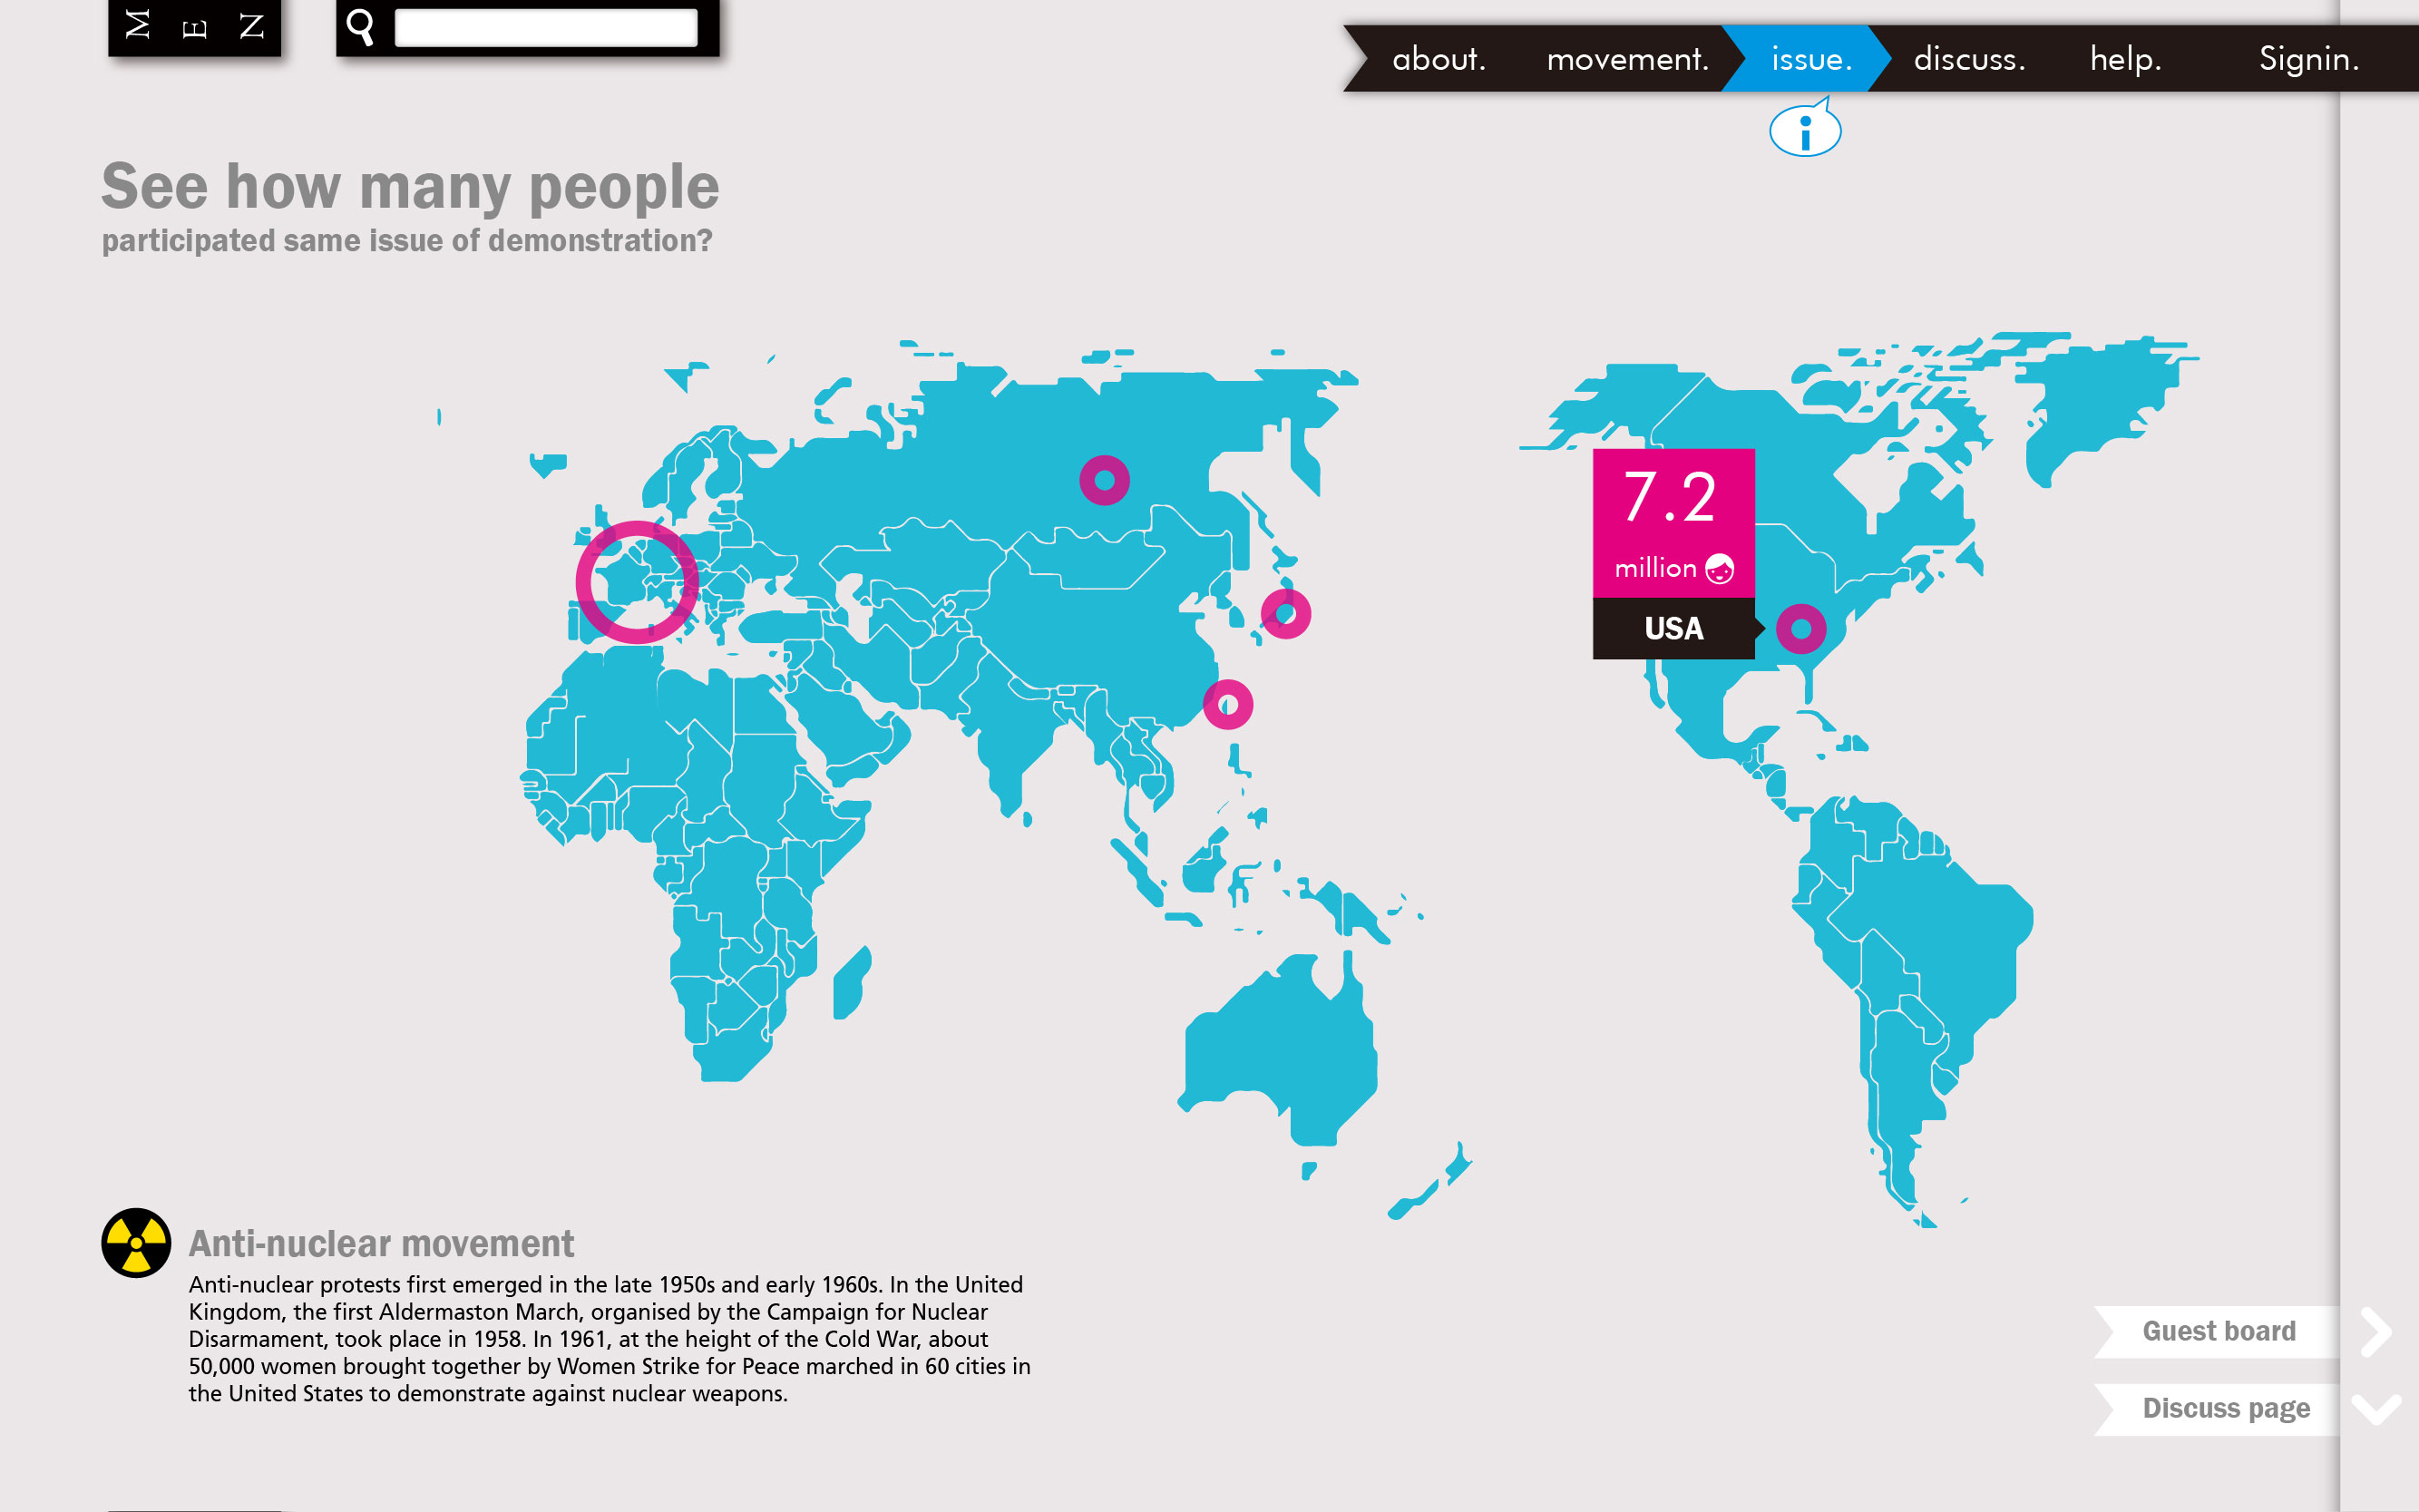 M E N
about. movement. issue. discuss. help. Signin.
i
See how many people
participated same issue of demonstration?
7.2
million
USA
Anti-nuclear movement
Anti-nuclear protests first emerged in the late 1950s and early 1960s. In the United
Kingdom, the first Aldermaston March, organised by the Campaign for Nuclear
Disarmament, took place in 1958. In 1961, at the height of the Cold War, about
50,000 women brought together by Women Strike for Peace marched in 60 cities in
the United States to demonstrate against nuclear weapons.
Guest board
Discuss page